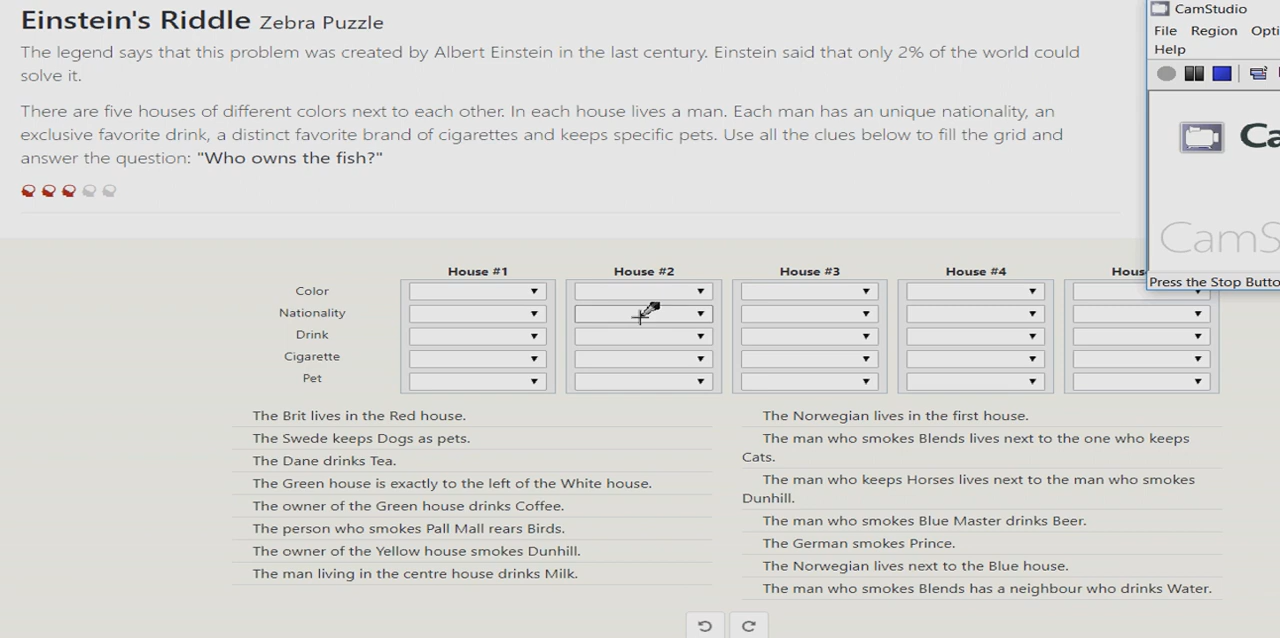 Einstein's Riddle Zebra Puzzle
The legend says that this problem was created by Albert Einstein in the last century. Einstein said that only 2% of the world could
solve it.
There are five houses of different colors next to each other. In each house lives a man. Each man has an unique nationality, an
exclusive favorite drink, a distinct favorite brand of cigarettes and keeps specific pets. Use all the clues below to fill the grid and
answer the question: "Who owns the fish?"
CamStudio
File Region Opti
Help
Ca
CamS
Press the Stop Butto
House #1 House #2 House #3 House #4 Hous
Color
Nationality
Drink
Cigarette
Pet
The Brit lives in the Red house.
The Swede keeps Dogs as pets.
The Dane drinks Tea.
The Green house is exactly to the left of the White house.
The owner of the Green house drinks Coffee.
The person who smokes Pall Mall rears Birds.
The owner of the Yellow house smokes Dunhill.
The man living in the centre house drinks Milk.
The Norwegian lives in the first house.
The man who smokes Blends lives next to the one who keeps
Cats.
The man who keeps Horses lives next to the man who smokes
Dunhill.
The man who smokes Blue Master drinks Beer.
The German smokes Prince.
The Norwegian lives next to the Blue house.
The man who smokes Blends has a neighbour who drinks Water.